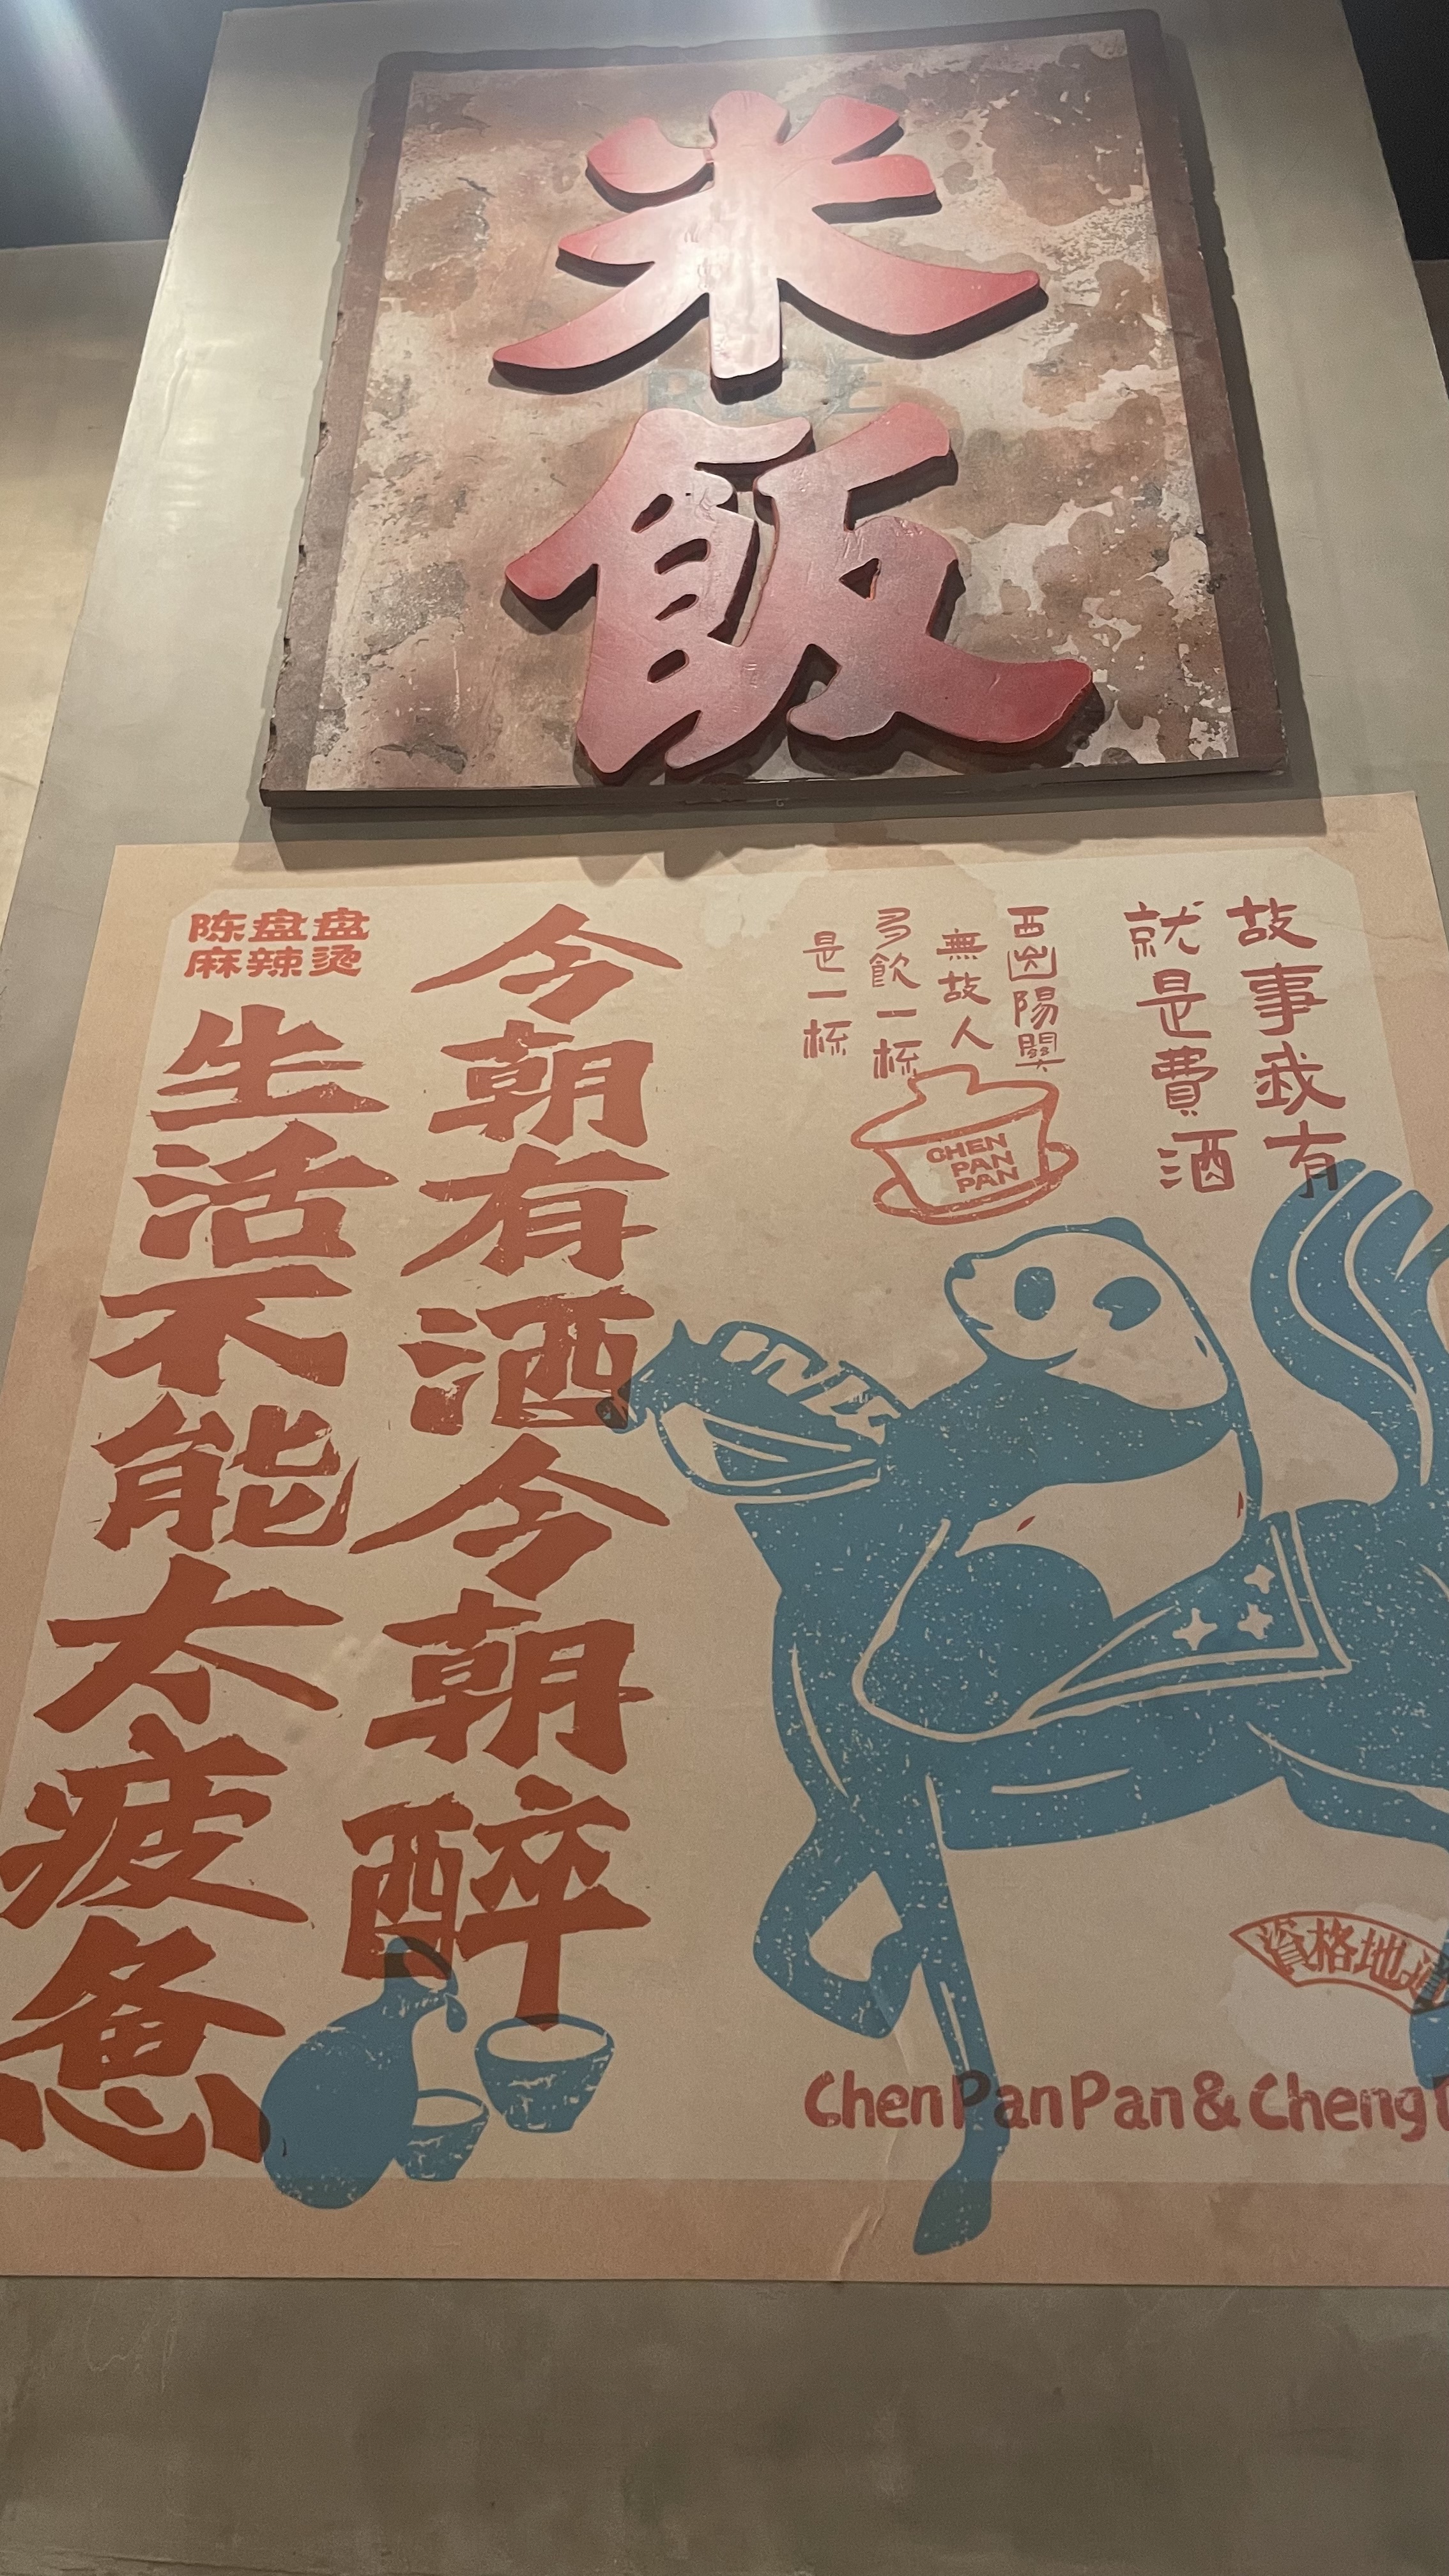 米飯
RICE
故事我有
就是費酒
西出陽關
無故人
多飲一杯
是一杯
CHEN
PAN
PAN
今朝有酒今朝醉
陈盘盘
麻辣烫
生活不能太疲惫
資格地道
ChenPanPan&Cheng